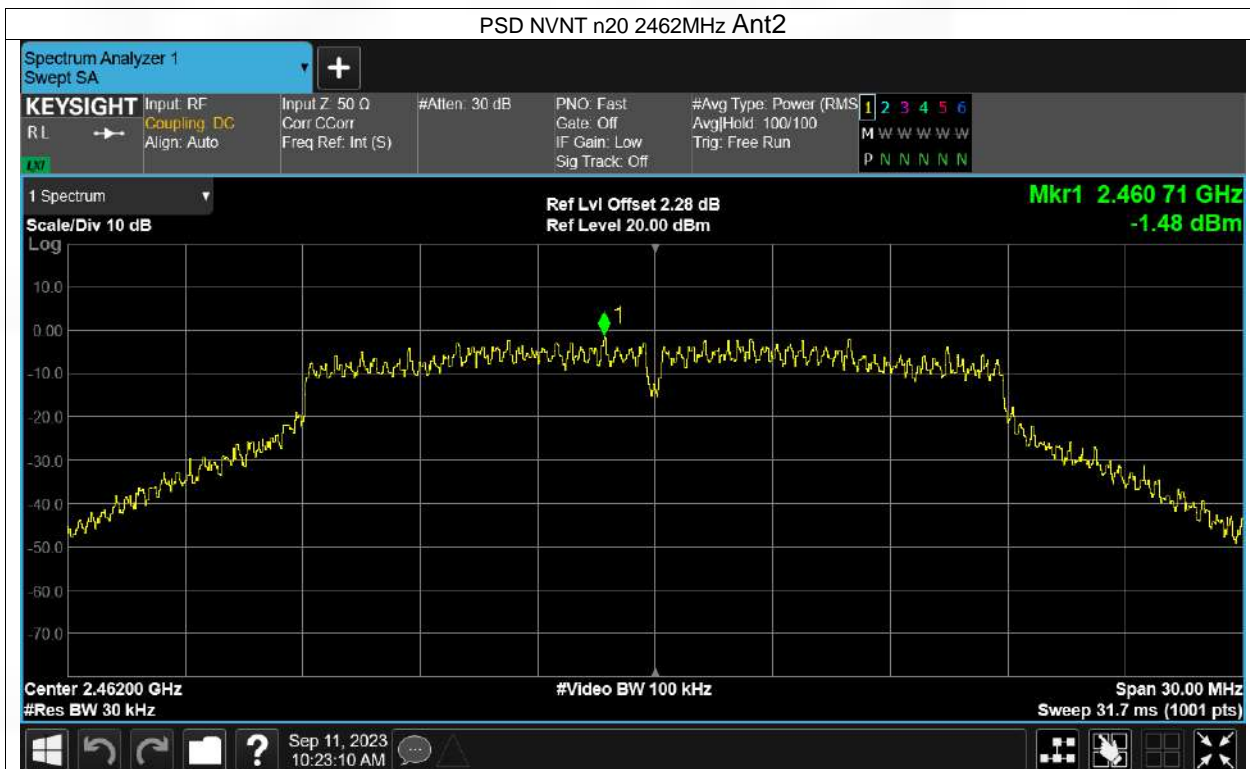 PSD NVNT n20 2462MHz Ant2
Spectrum Analyzer 1
Swept SA
KEYSIGHT
RL
LXI
Input: RF
Coupling: DC
Align: Auto
Input Z: 50 Ω
Corr CCorr
Freq Ref: Int (S)
#Atten: 30 dB
PNO: Fast
Gate: Off
IF Gain: Low
Sig Track: Off
#Avg Type: Power (RMS
Avg|Hold: 100/100
Trig: Free Run
1 2 3 4 5 6
M W W W W W
P N N N N N
1 Spectrum
Scale/Div 10 dB
Ref Lvl Offset 2.28 dB
Ref Level 20.00 dBm
Mkr1 2.460 71 GHz
-1.48 dBm
Log
10.0
0.00
-10.0
-20.0
-30.0
-40.0
-50.0
-60.0
-70.0
1
Center 2.46200 GHz
#Res BW 30 kHz
#Video BW 100 kHz
Span 30.00 MHz
Sweep 31.7 ms (1001 pts)
?
Sep 11, 2023
10:23:10 AM